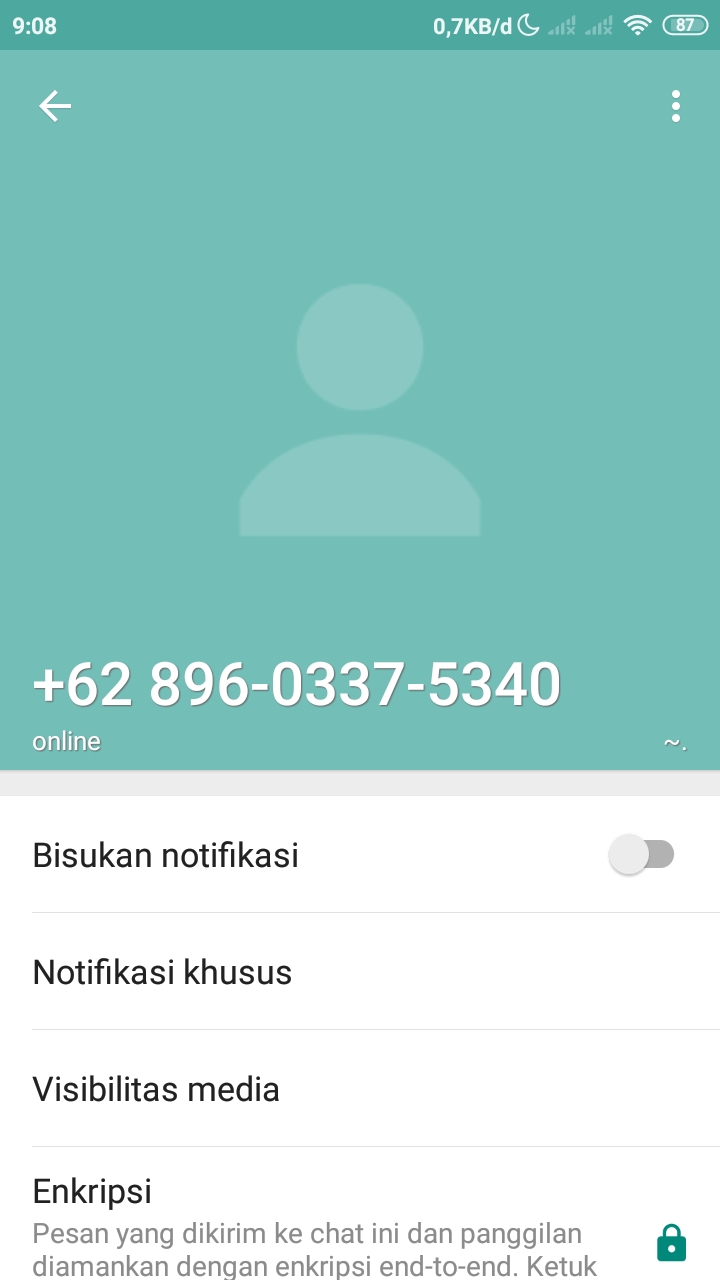 9:08 0,7KB/d 87
+62 896-0337-5340
online ~.
Bisukan notifikasi
Notifikasi khusus
Visibilitas media
Enkripsi
Pesan yang dikirim ke chat ini dan panggilan
diamankan dengan enkripsi end-to-end. Ketuk